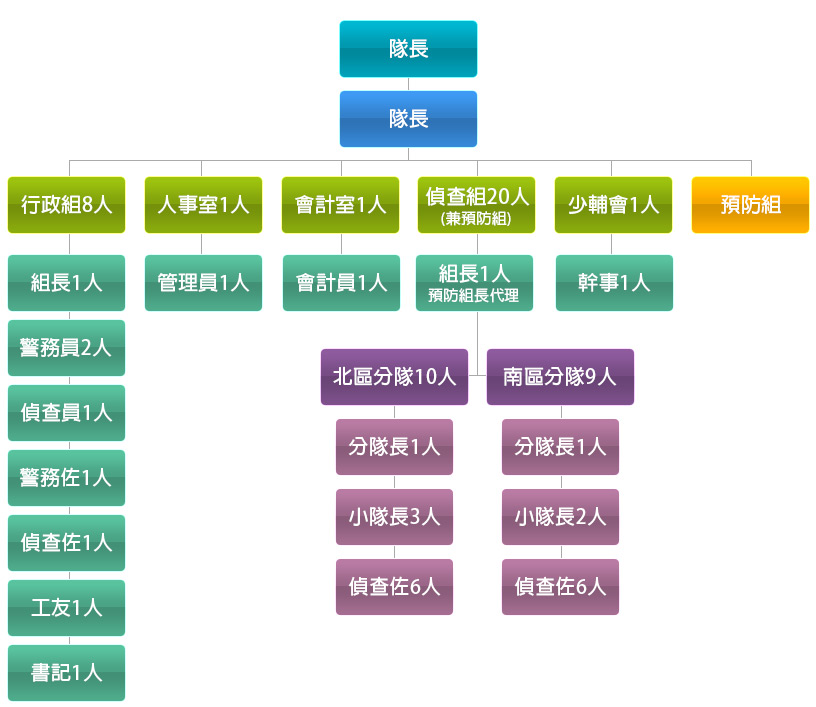 隊長
隊長
行政組8人
人事室1人
會計室1人
偵查組20人
(兼預防組)
少輔會1人
預防組
組長1人
管理員1人
會計員1人
組長1人
預防組長代理
幹事1人
警務員2人
偵查員1人
警務佐1人
偵查佐1人
工友1人
書記1人
北區分隊10人
南區分隊9人
分隊長1人
分隊長1人
小隊長3人
小隊長2人
偵查佐6人
偵查佐6人